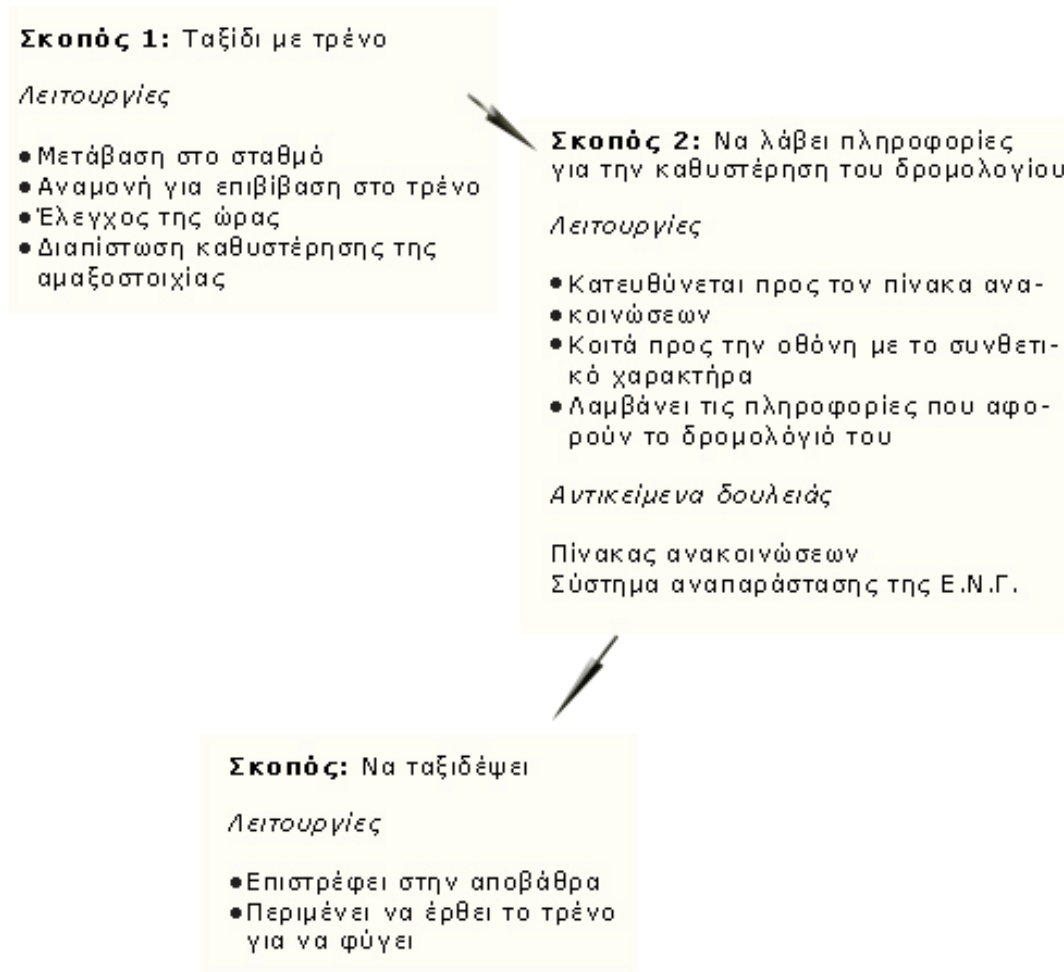 Σκοπός 1: Ταξίδι με τρένο
Λειτουργίες
● Μετάβαση στο σταθμό
● Αναμονή για επιβίβαση στο τρένο
● Έλεγχος της ώρας
● Διαπίστωση καθυστέρησης της
αμαξοστοιχίας
Σκοπός 2: Να λάβει πληροφορίες
για την καθυστέρηση του δρομολογίου
Λειτουργίες
● Κατευθύνεται προς τον πίνακα ανα-
● κοινώσεων
● Κοιτά προς την οθόνη με το συνθετι-
κό χαρακτήρα
● Λαμβάνει τις πληροφορίες που αφο-
ρούν το δρομολόγιό του
Αντικείμενα δουλειάς
Πίνακας ανακοινώσεων
Σύστημα αναπαράστασης της Ε.Ν.Γ.
Σκοπός: Να ταξιδέψει
Λειτουργίες
● Επιστρέφει στην αποβάθρα
● Περιμένει να έρθει το τρένο
για να φύγει